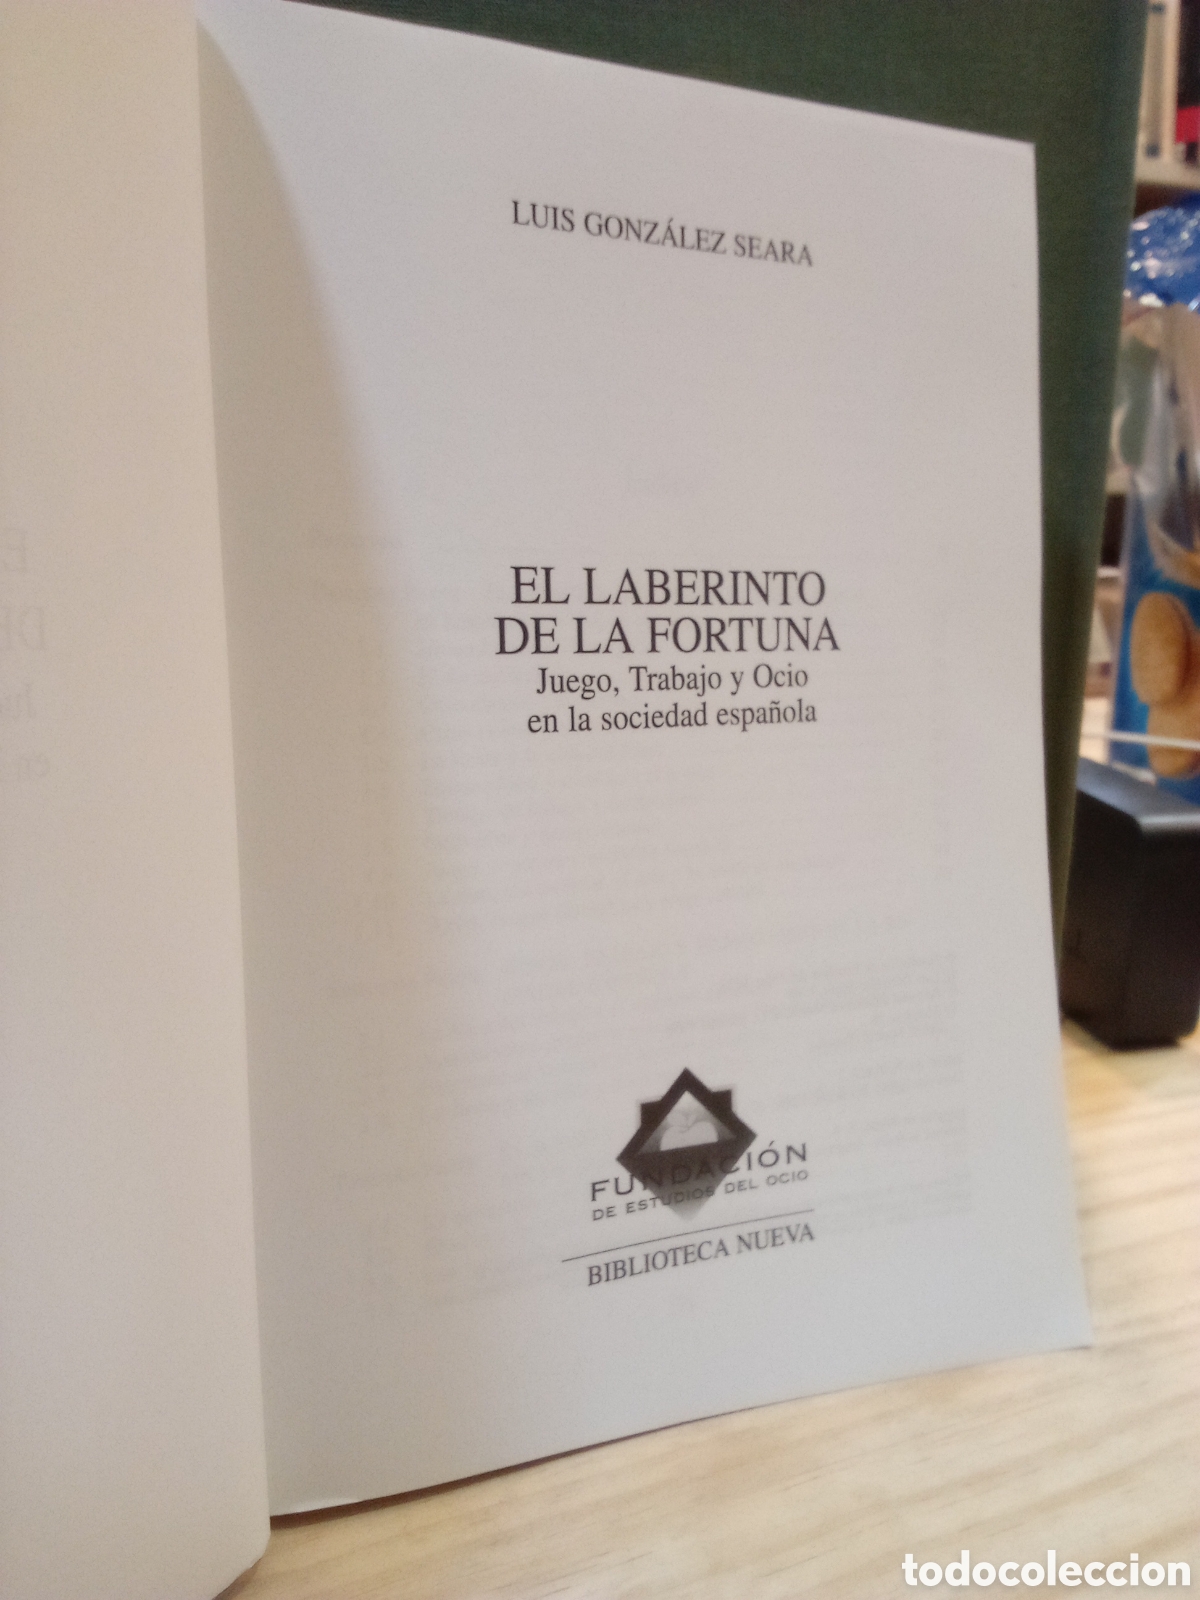 LUIS GONZÁLEZ SEARA
EL LABERINTO
DE LA FORTUNA
Juego, Trabajo y Ocio
en la sociedad española
FUNDACIÓN
DE ESTUDIOS DEL OCIO
BIBLIOTECA NUEVA
todocoleccion